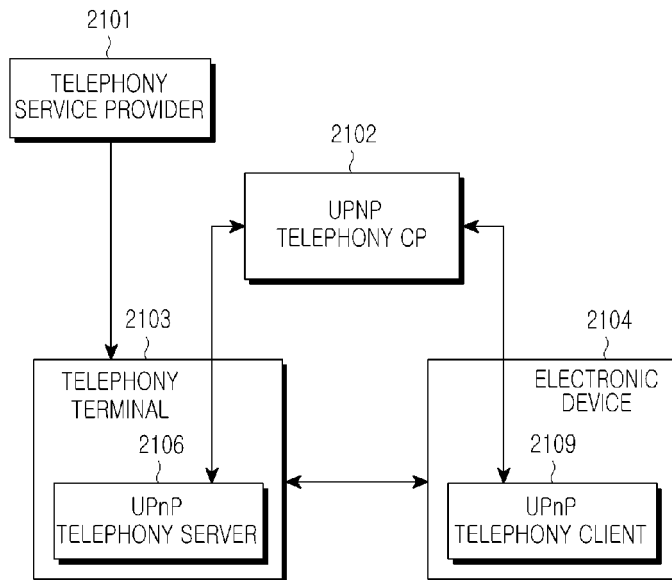 2101
TELEPHONY
SERVICE PROVIDER
2102
UPNP
TELEPHONY CP
2103
TELEPHONY
TERMINAL
2106
UPnP
TELEPHONY SERVER
2104
ELECTRONIC
DEVICE
2109
UPnP
TELEPHONY CLIENT